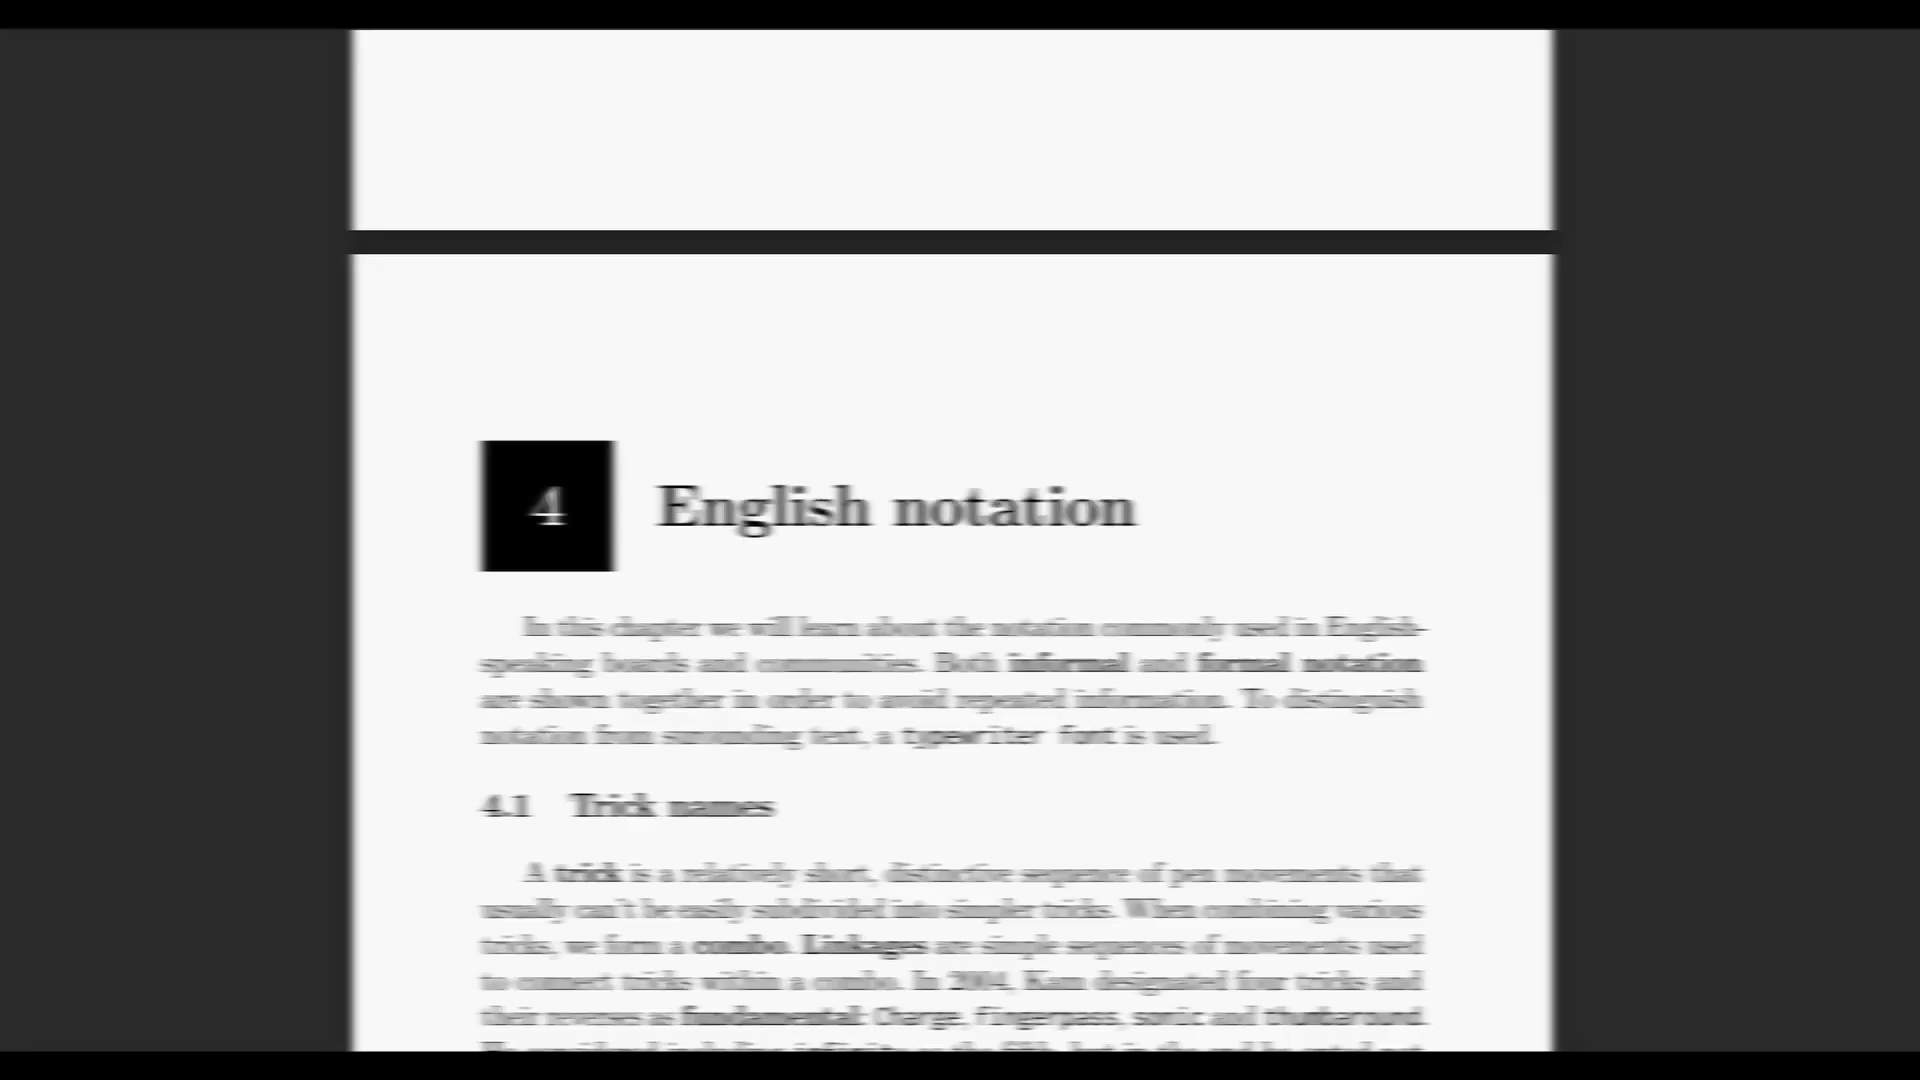 4 English notation
In this chapter we will learn about the notation commonly used in English-
speaking boards and communities. Both informal and formal notation
are shown together in order to avoid repeated information. To distinguish
notation from surrounding text, a typewriter font is used.
4.1 Trick names
A trick is a relatively short, distinctive sequence of pen movements that
usually can't be easily subdivided into simpler tricks. When combining various
tricks, we form a combo. Linkages are simple sequences of movements used
to connect tricks within a combo. In 2004, Kam designated four tricks and
their reverses as fundamental: Charge, Fingerpass, sonic and thumbaround.